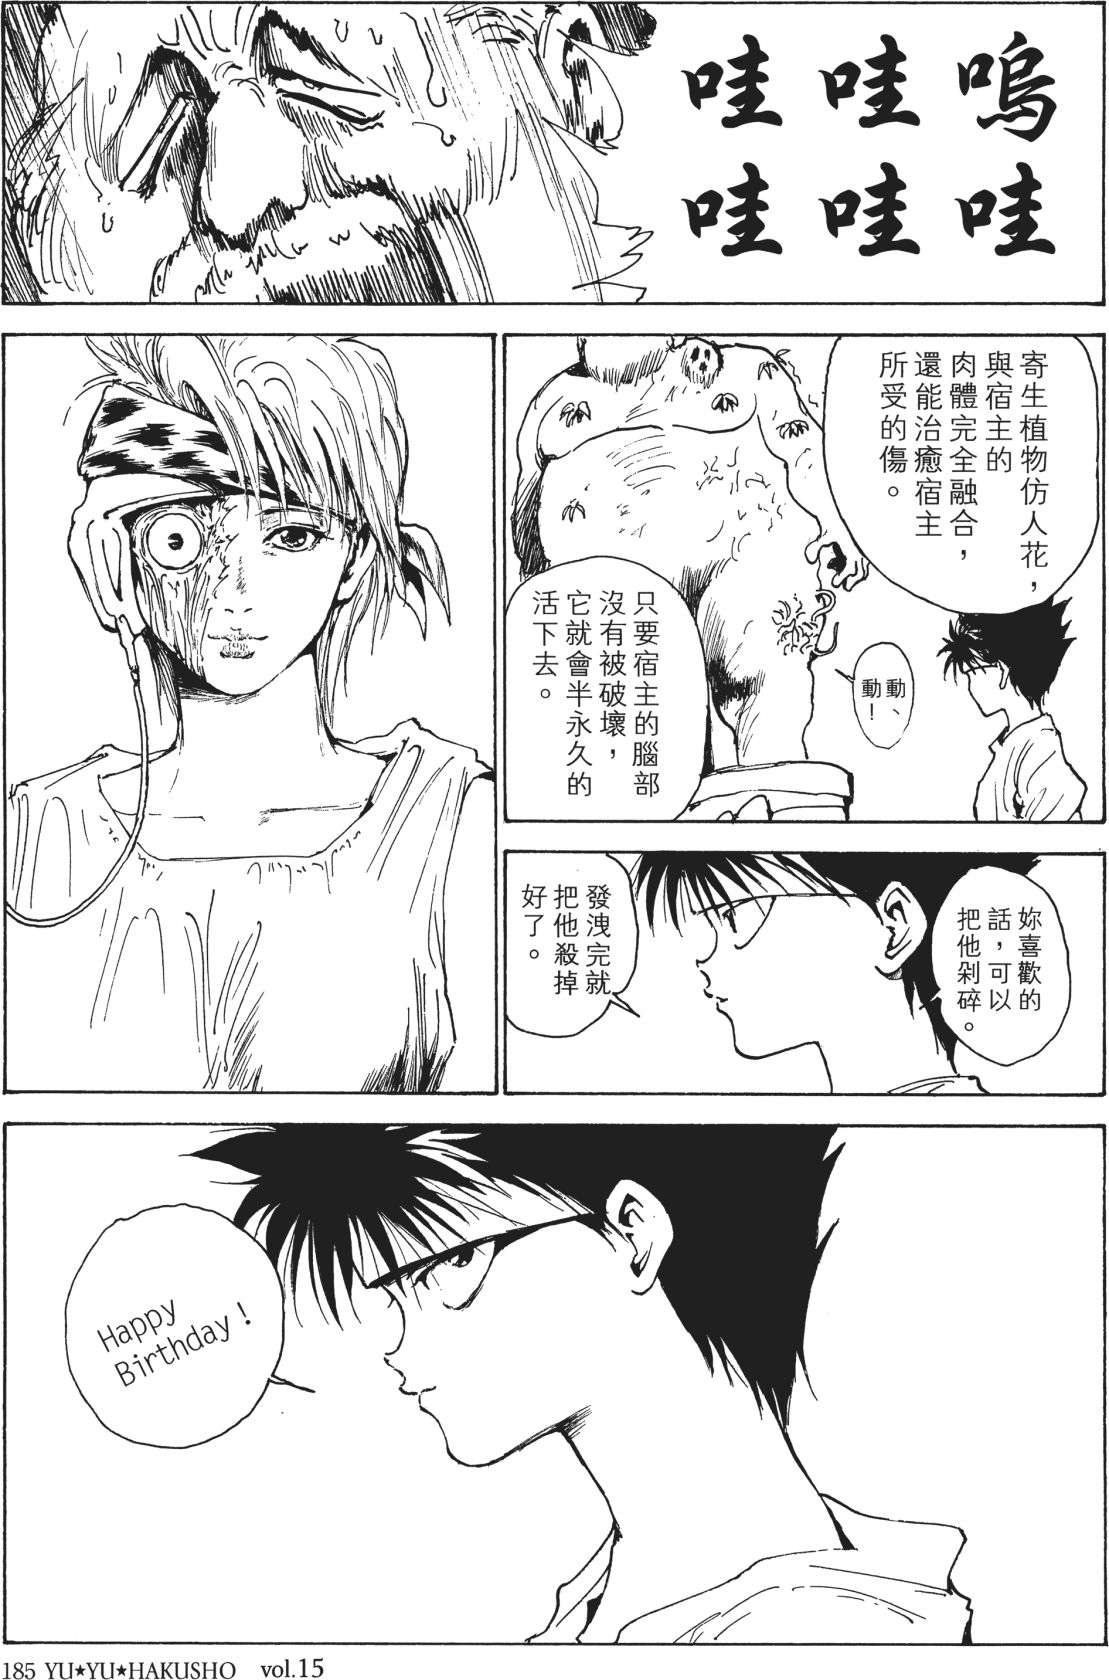 嗚哇
哇哇
哇哇
寄生植物仿人花，
與宿主的
肉體完全融合，
還能治癒宿主
所受的傷。
只要宿主的腦部
沒有被破壞，
它就會半永久的
活下去。
動、
動！
妳喜歡的
話，可以
把他剁碎。
發洩完就
把他殺掉
好了。
Happy
Birthday！
185 YU★YU★HAKUSHO vol.15